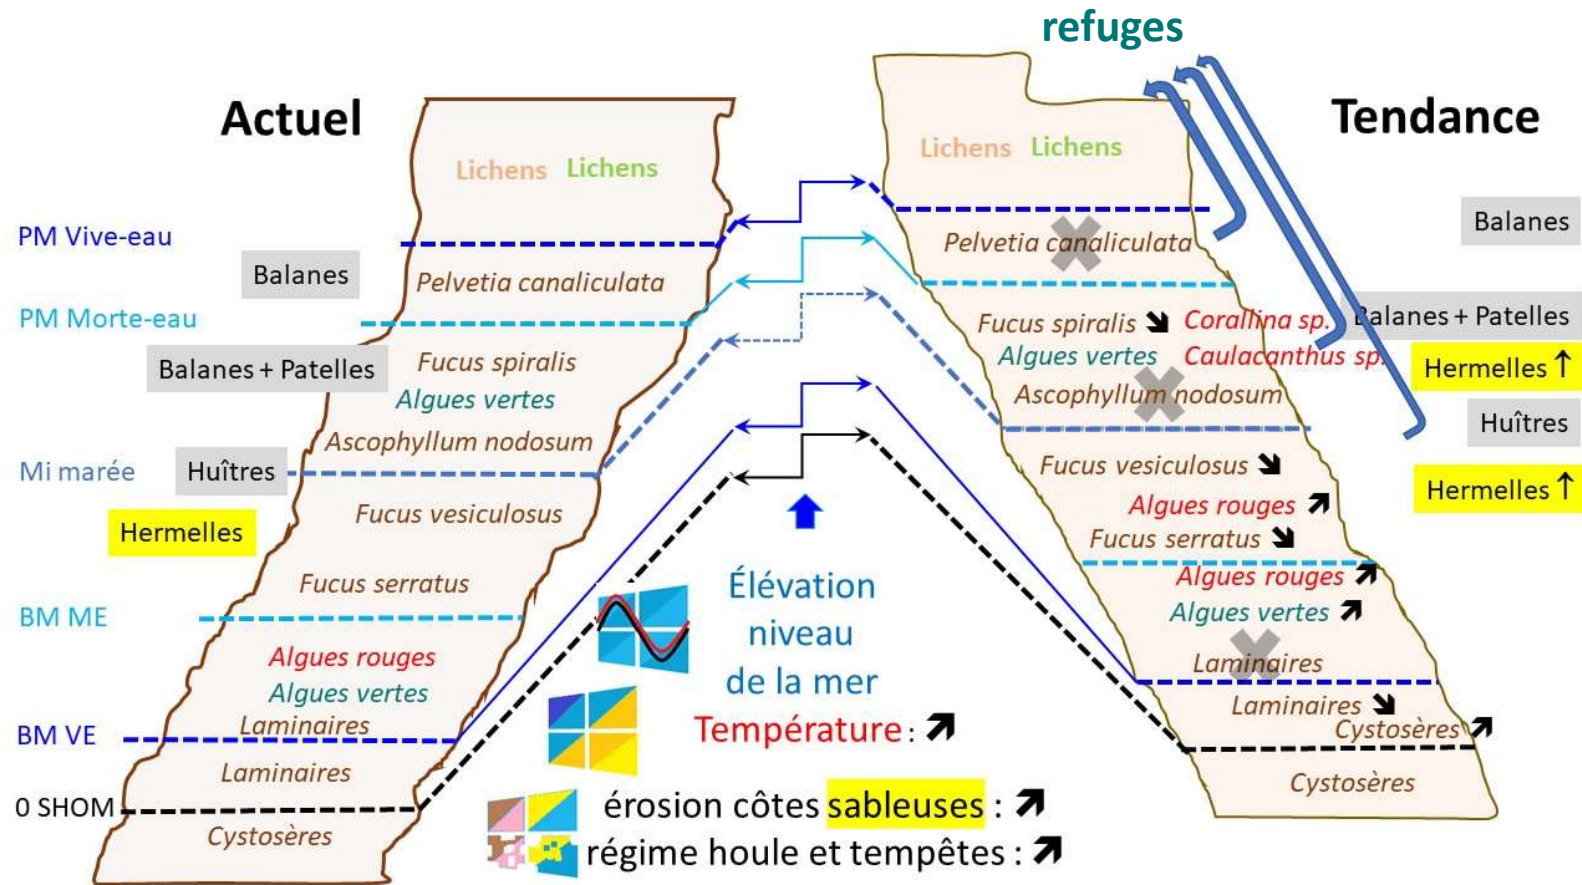 refuges
Actuel
Tendance
Lichens Lichens
PM Vive-eau
Balanes
Pelvetia canaliculata
PM Morte-eau
Balanes + Patelles
Fucus spiralis
Algues vertes
Ascophyllum nodosum
Mi marée
Huîtres
Fucus vesiculosus
Hermelles
Fucus serratus
BM ME
Algues rouges
Algues vertes
Laminaires
BM VE
Laminaires
0 SHOM
Cystosères
Élévation
niveau
de la mer
Température : ↗
érosion côtes sableuses : ↗
régime houle et tempêtes : ↗
Lichens Lichens
Pelvetia canaliculata
Balanes
Fucus spiralis ↘ Corallina sp.
Balanes + Patelles
Algues vertes Caulacanthus sp.
Hermelles ↑
Ascophyllum nodosum
Huîtres
Fucus vesiculosus ↘
Hermelles ↑
Algues rouges ↗
Fucus serratus ↘
Algues rouges ↗
Algues vertes ↗
Laminaires
Laminaires ↘
Cystosères ↗
Cystosères